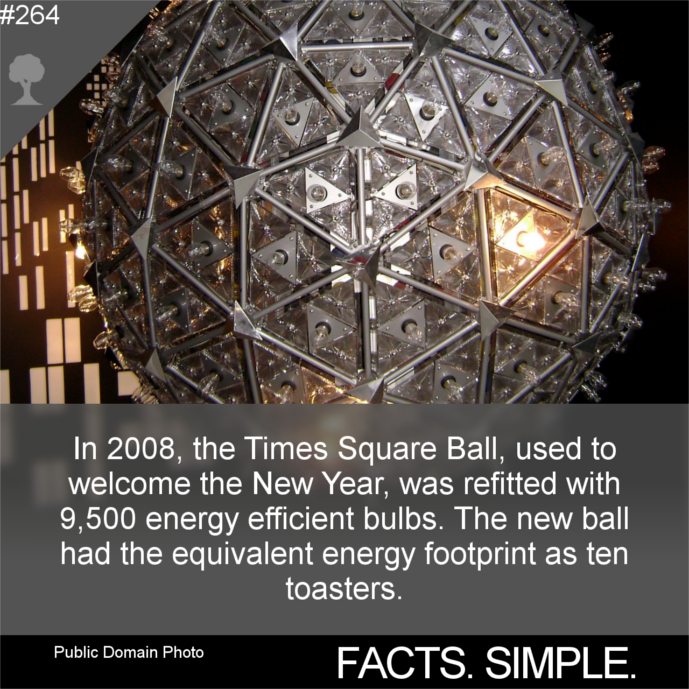 #264
In 2008, the Times Square Ball, used to
welcome the New Year, was refitted with
9,500 energy efficient bulbs. The new ball
had the equivalent energy footprint as ten
toasters.
Public Domain Photo
FACTS. SIMPLE.